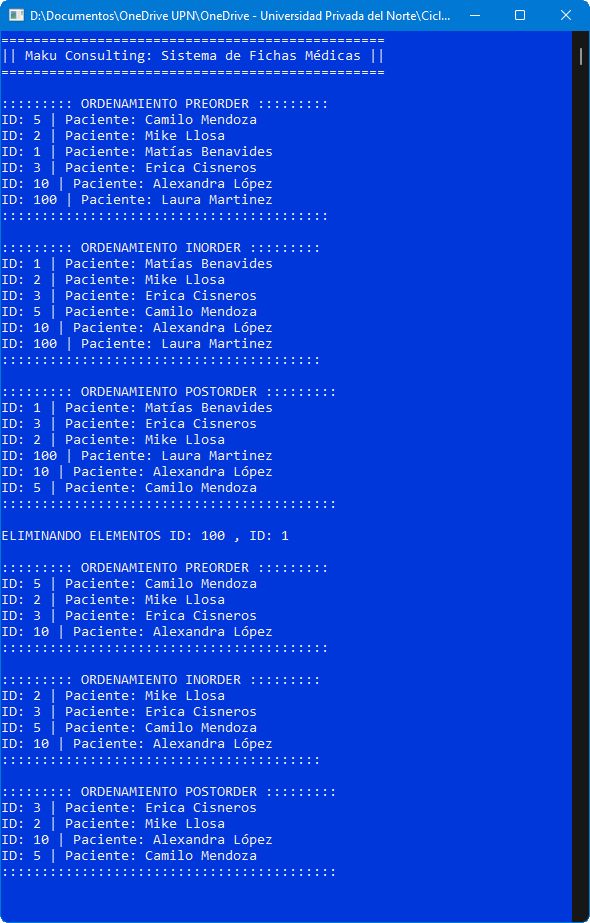 D:\Documentos\OneDrive UPN\OneDrive - Universidad Privada del Norte\Cicl...
================================================
|| Maku Consulting: Sistema de Fichas Médicas ||
================================================
::::::::: ORDENAMIENTO PREORDER :::::::::
ID: 5 | Paciente: Camilo Mendoza
ID: 2 | Paciente: Mike Llosa
ID: 1 | Paciente: Matías Benavides
ID: 3 | Paciente: Erica Cisneros
ID: 10 | Paciente: Alexandra López
ID: 100 | Paciente: Laura Martinez
:::::::::::::::::::::::::::::::::::::::::
::::::::: ORDENAMIENTO INORDER :::::::::
ID: 1 | Paciente: Matías Benavides
ID: 2 | Paciente: Mike Llosa
ID: 3 | Paciente: Erica Cisneros
ID: 5 | Paciente: Camilo Mendoza
ID: 10 | Paciente: Alexandra López
ID: 100 | Paciente: Laura Martinez
::::::::::::::::::::::::::::::::::::::::
::::::::: ORDENAMIENTO POSTORDER :::::::::
ID: 1 | Paciente: Matías Benavides
ID: 3 | Paciente: Erica Cisneros
ID: 2 | Paciente: Mike Llosa
ID: 100 | Paciente: Laura Martinez
ID: 10 | Paciente: Alexandra López
ID: 5 | Paciente: Camilo Mendoza
::::::::::::::::::::::::::::::::::::::::::
ELIMINANDO ELEMENTOS ID: 100 , ID: 1
::::::::: ORDENAMIENTO PREORDER :::::::::
ID: 5 | Paciente: Camilo Mendoza
ID: 2 | Paciente: Mike Llosa
ID: 3 | Paciente: Erica Cisneros
ID: 10 | Paciente: Alexandra López
:::::::::::::::::::::::::::::::::::::::::
::::::::: ORDENAMIENTO INORDER :::::::::
ID: 2 | Paciente: Mike Llosa
ID: 3 | Paciente: Erica Cisneros
ID: 5 | Paciente: Camilo Mendoza
ID: 10 | Paciente: Alexandra López
::::::::::::::::::::::::::::::::::::::::
::::::::: ORDENAMIENTO POSTORDER :::::::::
ID: 3 | Paciente: Erica Cisneros
ID: 2 | Paciente: Mike Llosa
ID: 10 | Paciente: Alexandra López
ID: 5 | Paciente: Camilo Mendoza
::::::::::::::::::::::::::::::::::::::::::